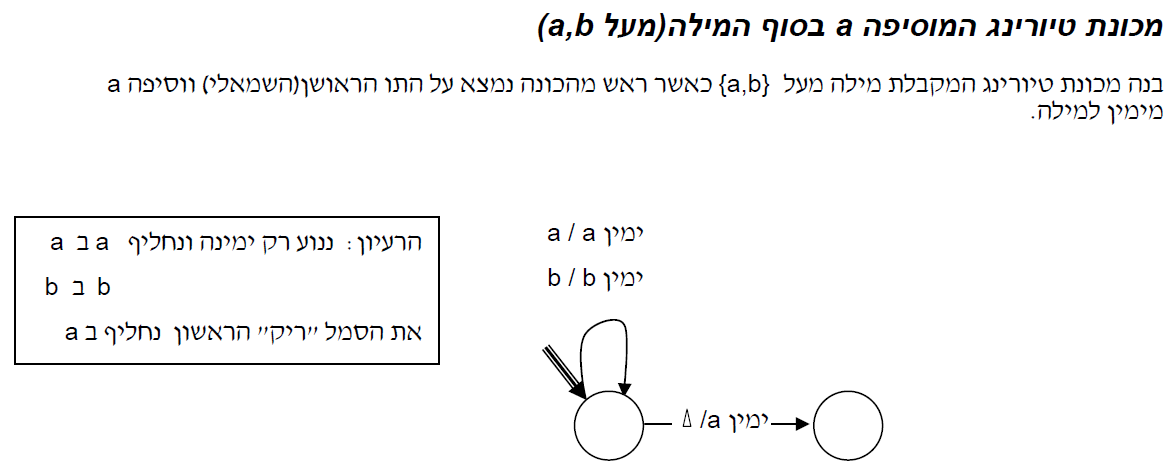 מכונת טיורינג המוסיפה a בסוף המילה(מעל a,b)
בנה מכונת טיורינג המקבלת מילה מעל {a,b} כאשר ראש מהכונה נמצא על התו הראושן(השמאלי) ווסיפה a
מימין למילה.
הרעיון: ננוע רק ימינה ונחליף a ב a
b ב b
את הסמל "ריק" הראשון נחליף ב a
a / a ימין
b / b ימין
Δ /a ימין